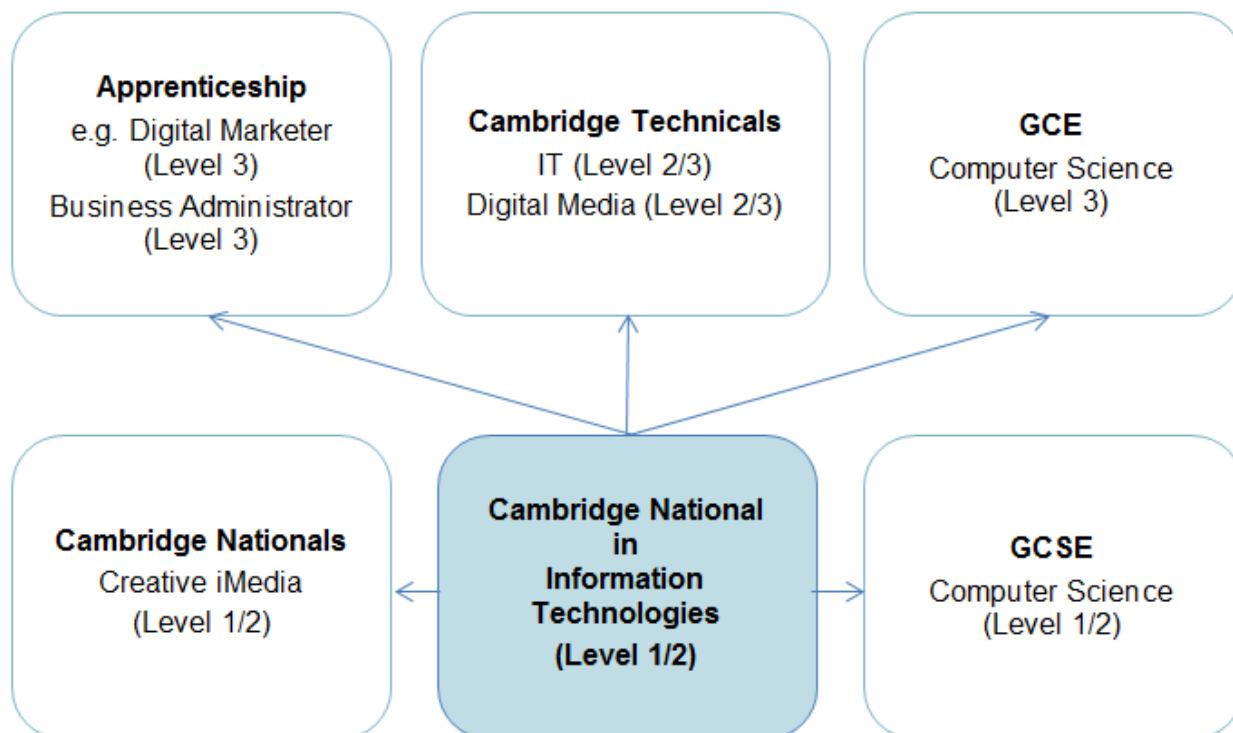 Apprenticeship
e.g. Digital Marketer
(Level 3)
Business Administrator
(Level 3)
Cambridge Technicals
IT (Level 2/3)
Digital Media (Level 2/3)
GCE
Computer Science
(Level 3)
Cambridge Nationals
Creative iMedia
(Level 1/2)
Cambridge National
in
Information
Technologies
(Level 1/2)
GCSE
Computer Science
(Level 1/2)